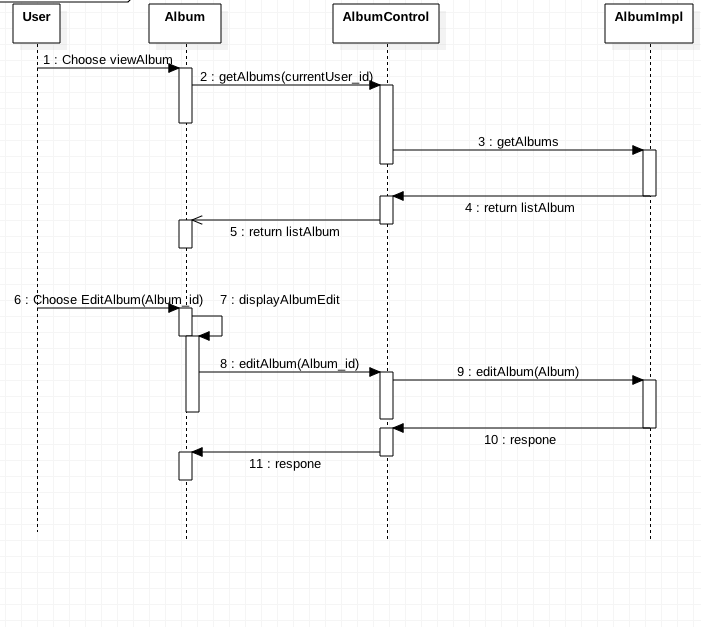 User
Album
AlbumControl
AlbumImpl
1 : Choose viewAlbum
2 : getAlbums(currentUser_id)
3 : getAlbums
4 : return listAlbum
5 : return listAlbum
6 : Choose EditAlbum(Album_id)
7 : displayAlbumEdit
8 : editAlbum(Album_id)
9 : editAlbum(Album)
10 : respone
11 : respone